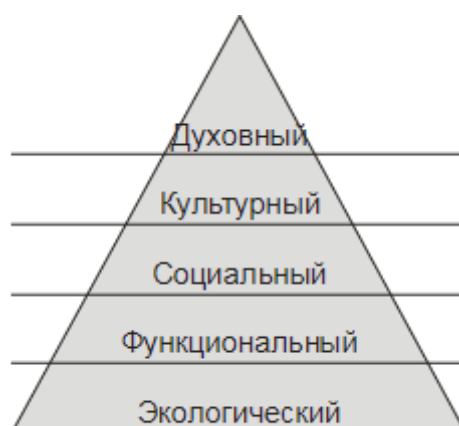 Духовный
Культурный
Социальный
Функциональный
Экологический